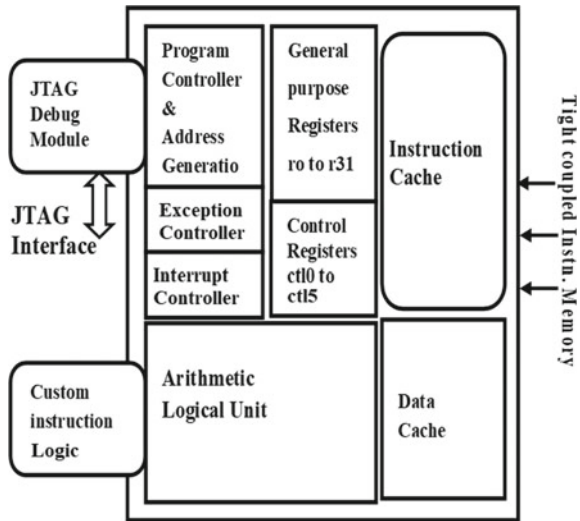 JTAG
Debug
Module
JTAG
Interface
Custom
instruction
Logic
Program
Controller
&
Address
Generatio
Exception
Controller
Interrupt
Controller
General
purpose
Registers
ro to r31
Control
Registers
ctl0 to
ctl5
Arithmetic
Logical Unit
Instruction
Cache
Data
Cache
Tight coupled Instn. Memory